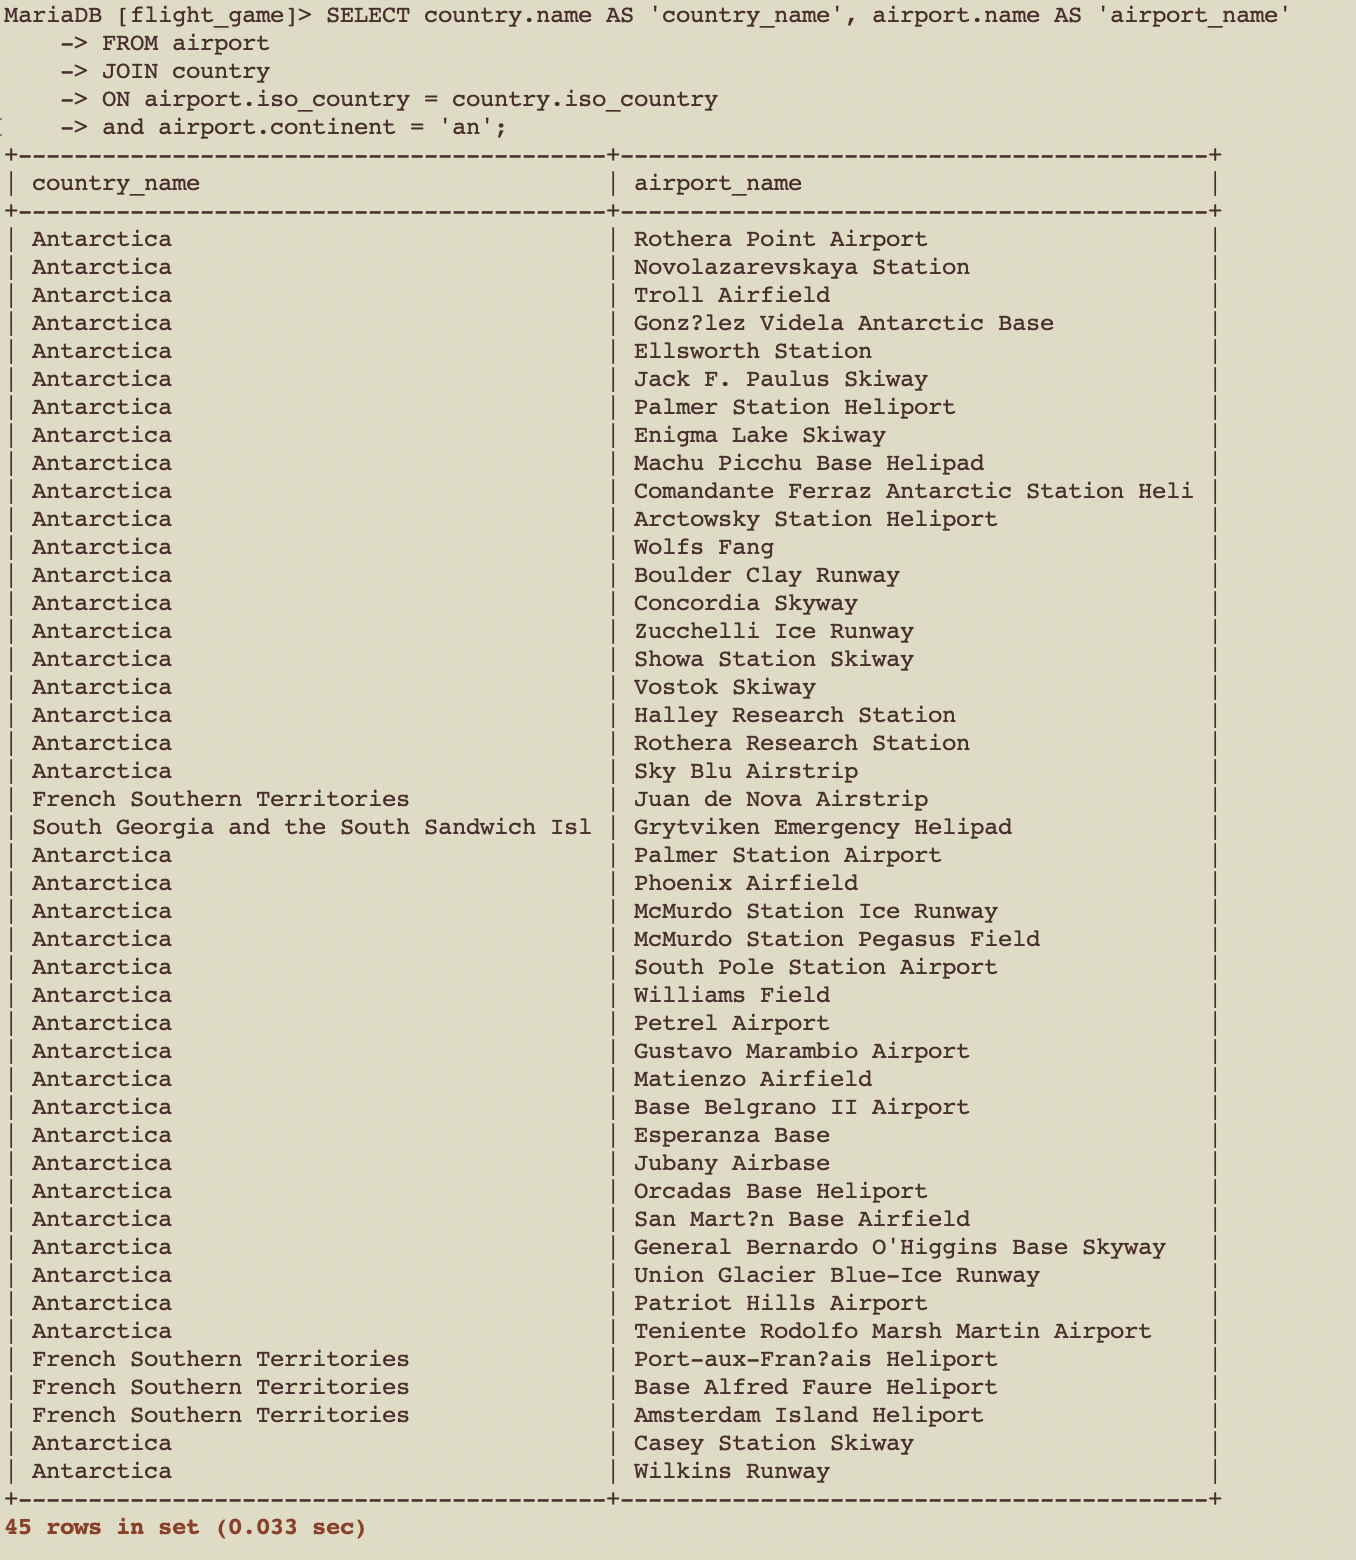 MariaDB [flight_game]> SELECT country.name AS 'country_name', airport.name AS 'airport_name'
    -> FROM airport
    -> JOIN country
    -> ON airport.iso_country = country.iso_country
    -> and airport.continent = 'an';
+------------------------------------------+------------------------------------------+
| country_name                             | airport_name                             |
+------------------------------------------+------------------------------------------+
| Antarctica                               | Rothera Point Airport                    |
| Antarctica                               | Novolazarevskaya Station                 |
| Antarctica                               | Troll Airfield                           |
| Antarctica                               | Gonz?lez Videla Antarctic Base           |
| Antarctica                               | Ellsworth Station                        |
| Antarctica                               | Jack F. Paulus Skiway                    |
| Antarctica                               | Palmer Station Heliport                  |
| Antarctica                               | Enigma Lake Skiway                       |
| Antarctica                               | Machu Picchu Base Helipad                |
| Antarctica                               | Comandante Ferraz Antarctic Station Heli |
| Antarctica                               | Arctowsky Station Heliport               |
| Antarctica                               | Wolfs Fang                               |
| Antarctica                               | Boulder Clay Runway                      |
| Antarctica                               | Concordia Skyway                         |
| Antarctica                               | Zucchelli Ice Runway                     |
| Antarctica                               | Showa Station Skiway                     |
| Antarctica                               | Vostok Skiway                            |
| Antarctica                               | Halley Research Station                  |
| Antarctica                               | Rothera Research Station                 |
| Antarctica                               | Sky Blu Airstrip                         |
| French Southern Territories              | Juan de Nova Airstrip                    |
| South Georgia and the South Sandwich Isl | Grytviken Emergency Helipad              |
| Antarctica                               | Palmer Station Airport                   |
| Antarctica                               | Phoenix Airfield                         |
| Antarctica                               | McMurdo Station Ice Runway               |
| Antarctica                               | McMurdo Station Pegasus Field            |
| Antarctica                               | South Pole Station Airport               |
| Antarctica                               | Williams Field                           |
| Antarctica                               | Petrel Airport                           |
| Antarctica                               | Gustavo Marambio Airport                 |
| Antarctica                               | Matienzo Airfield                        |
| Antarctica                               | Base Belgrano II Airport                 |
| Antarctica                               | Esperanza Base                           |
| Antarctica                               | Jubany Airbase                           |
| Antarctica                               | Orcadas Base Heliport                    |
| Antarctica                               | San Mart?n Base Airfield                 |
| Antarctica                               | General Bernardo O'Higgins Base Skyway   |
| Antarctica                               | Union Glacier Blue-Ice Runway            |
| Antarctica                               | Patriot Hills Airport                    |
| Antarctica                               | Teniente Rodolfo Marsh Martin Airport    |
| French Southern Territories              | Port-aux-Fran?ais Heliport               |
| French Southern Territories              | Base Alfred Faure Heliport               |
| French Southern Territories              | Amsterdam Island Heliport                |
| Antarctica                               | Casey Station Skiway                     |
| Antarctica                               | Wilkins Runway                           |
+------------------------------------------+------------------------------------------+
45 rows in set (0.033 sec)